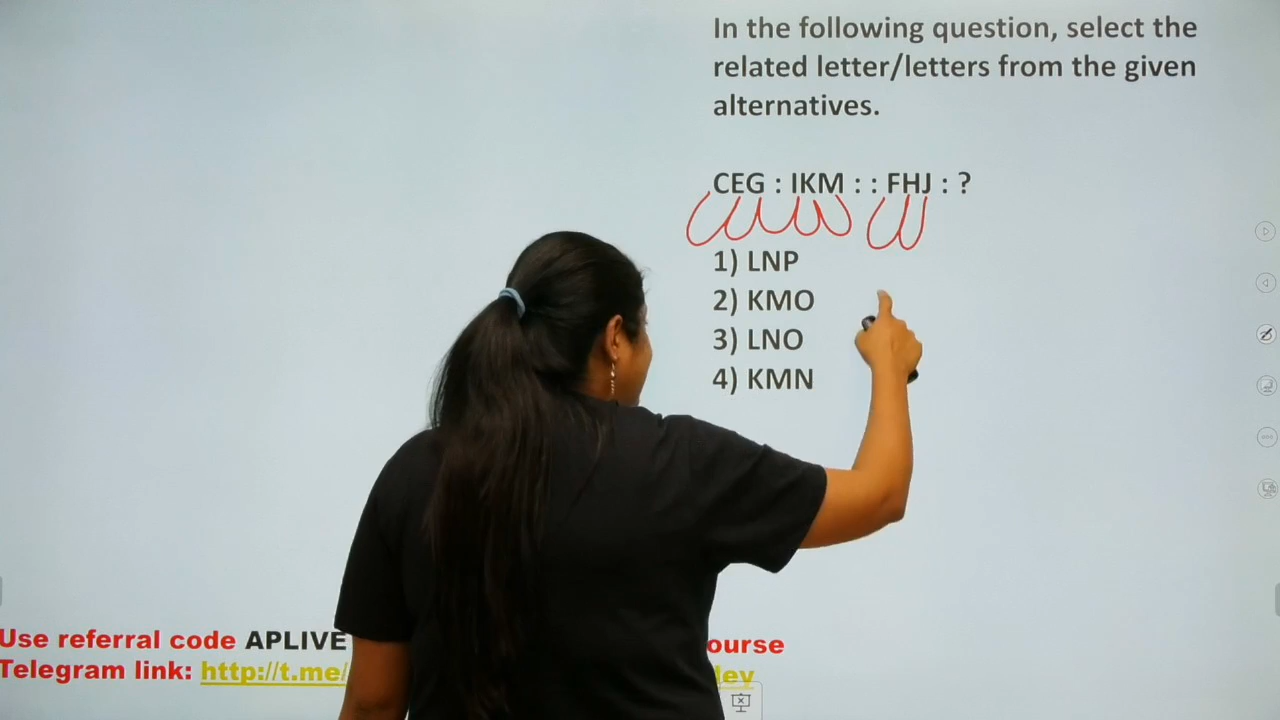 In the following question, select the
related letter/letters from the given
alternatives.
CEG : IKM : : FHJ : ?
1) LNP
2) KMO
3) LNO
4) KMN
Use referral code APLIVE
Telegram link: http://t.me/